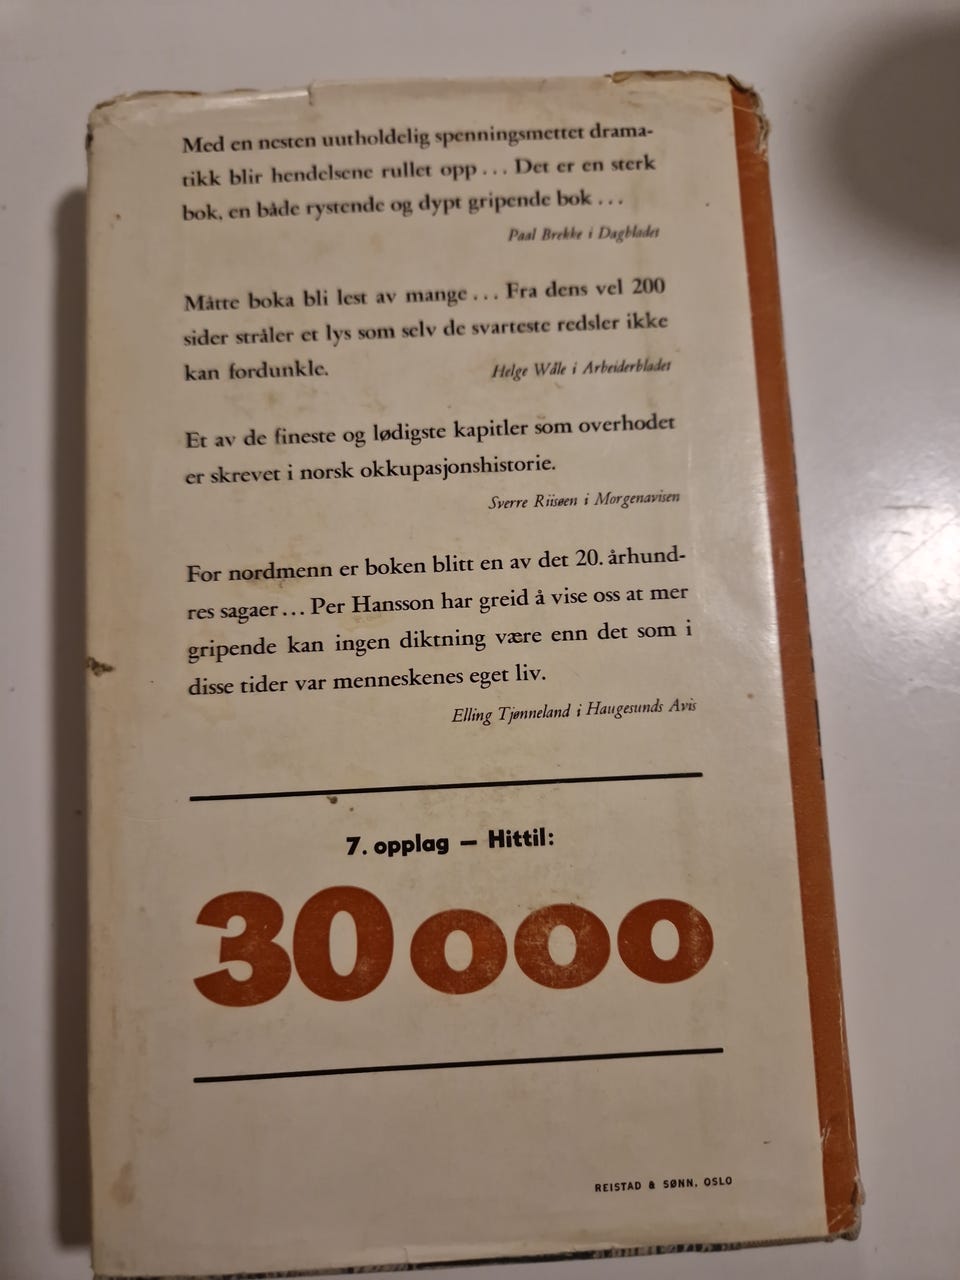 Med en nesten uutholdelig spenningsmettet drama-
tikk blir hendelsene rullet opp ... Det er en sterk
bok, en både rystende og dypt gripende bok ...
Paal Brekke i Dagbladet
Måtte boka bli lest av mange ... Fra dens vel 200
sider stråler et lys som selv de svarteste redsler ikke
kan fordunkle. Helge Wåle i Arbeiderbladet
Et av de fineste og lødigste kapitler som overhodet
er skrevet i norsk okkupasjonshistorie.
Sverre Riisøen i Morgenavisen
For nordmenn er boken blitt en av det 20. århund-
res sagaer ... Per Hansson har greid å vise oss at mer
gripende kan ingen diktning være enn det som i
disse tider var menneskenes eget liv.
Elling Tjønneland i Haugesunds Avis
7. opplag — Hittil:
30 000
REISTAD & SØNN, OSLO